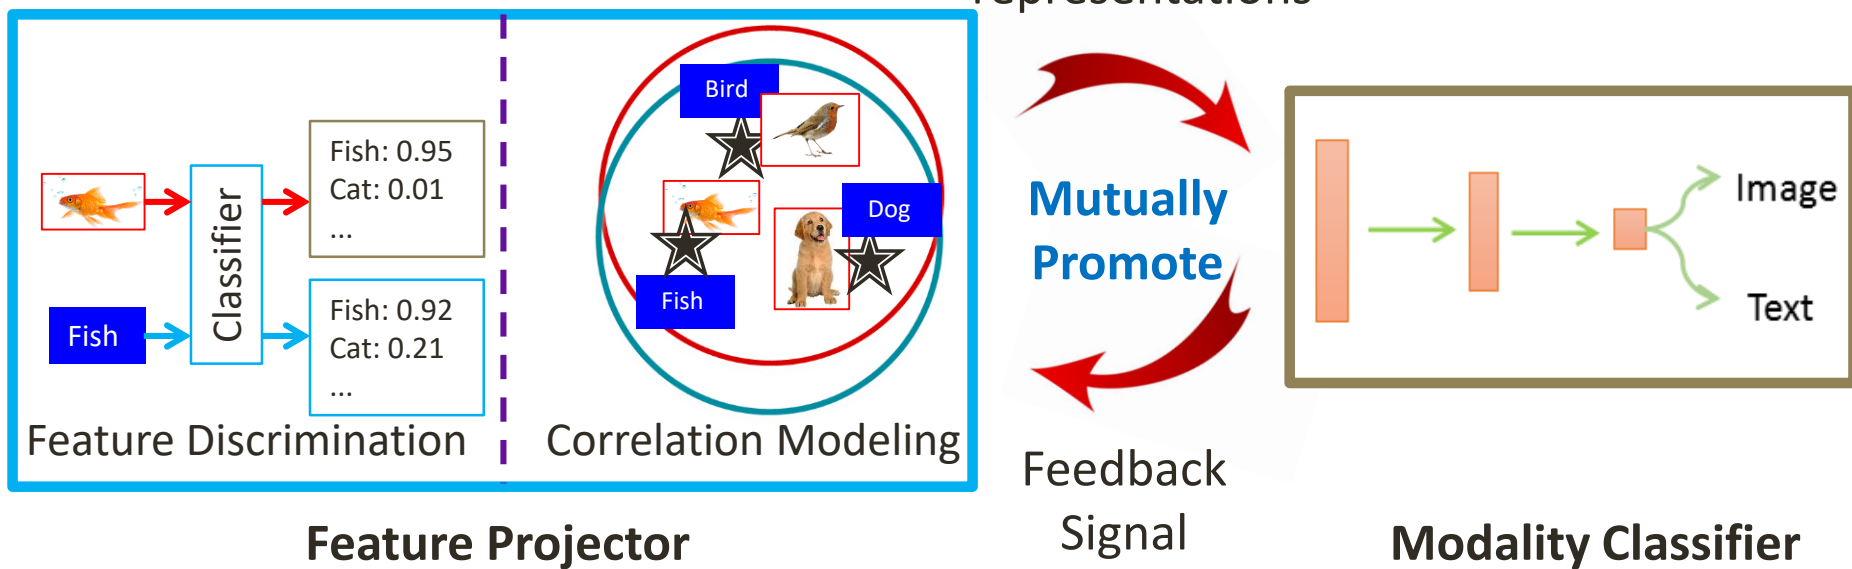 representations
Bird
Fish: 0.95
Cat: 0.01
...
Classifier
Dog
Fish
Fish
Fish: 0.92
Cat: 0.21
...
Mutually
Promote
Image
Text
Feature Discrimination
Correlation Modeling
Feedback
Signal
Feature Projector
Modality Classifier